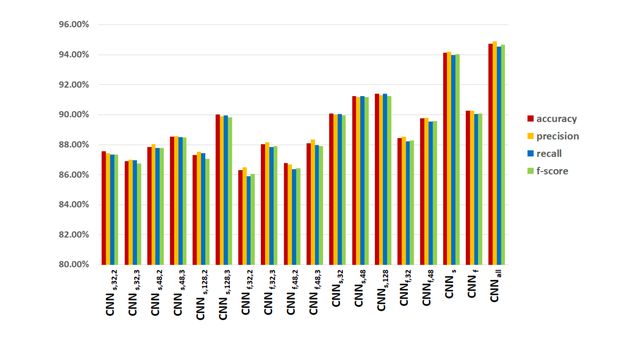 96.00%
94.00%
92.00%
90.00%
88.00%
86.00%
84.00%
82.00%
80.00%
CNN s,32,2
CNN s,32,3
CNN s,48,2
CNN s,48,3
CNN s,128,2
CNN s,128,3
CNN f,32,2
CNN f,32,3
CNN f,48,2
CNN f,48,3
CNN s,32
CNN s,48
CNN s,128
CNN f,32
CNN f,48
CNN s
CNN f
CNN all
accuracy
precision
recall
f-score